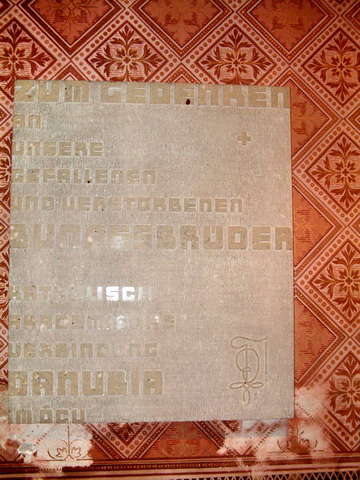 ZUM GEDENKEN
AN
UNSERE
GEFALLENEN
UND VERSTORBENEN
BUNDESBRÜDER
KATHOLISCH
AKADEMISCHE
VERBINDUNG
DANUBIA
IM ÖCV